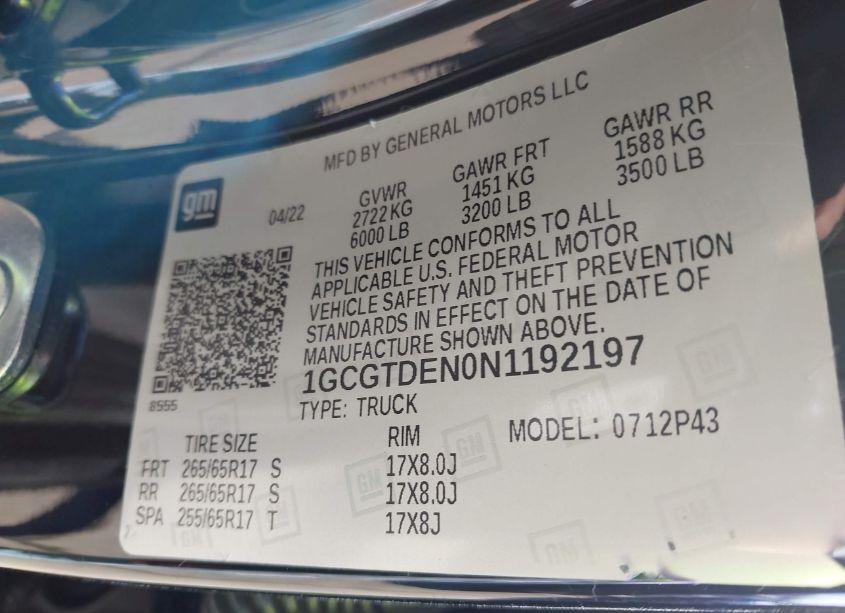 MFD BY GENERAL MOTORS LLC
gm
04/22
GVWR GAWR FRT GAWR RR
2722 KG 1451 KG 1588 KG
6000 LB 3200 LB 3500 LB
THIS VEHICLE CONFORMS TO ALL
APPLICABLE U.S. FEDERAL MOTOR
VEHICLE SAFETY AND THEFT PREVENTION
STANDARDS IN EFFECT ON THE DATE OF
MANUFACTURE SHOWN ABOVE.
1GCGTDEN0N1192197
8555
TYPE: TRUCK
MODEL: 0712P43
TIRE SIZE RIM
FRT 265/65R17 S 17X8.0J
RR 265/65R17 S 17X8.0J
SPA 255/65R17 T 17X8J